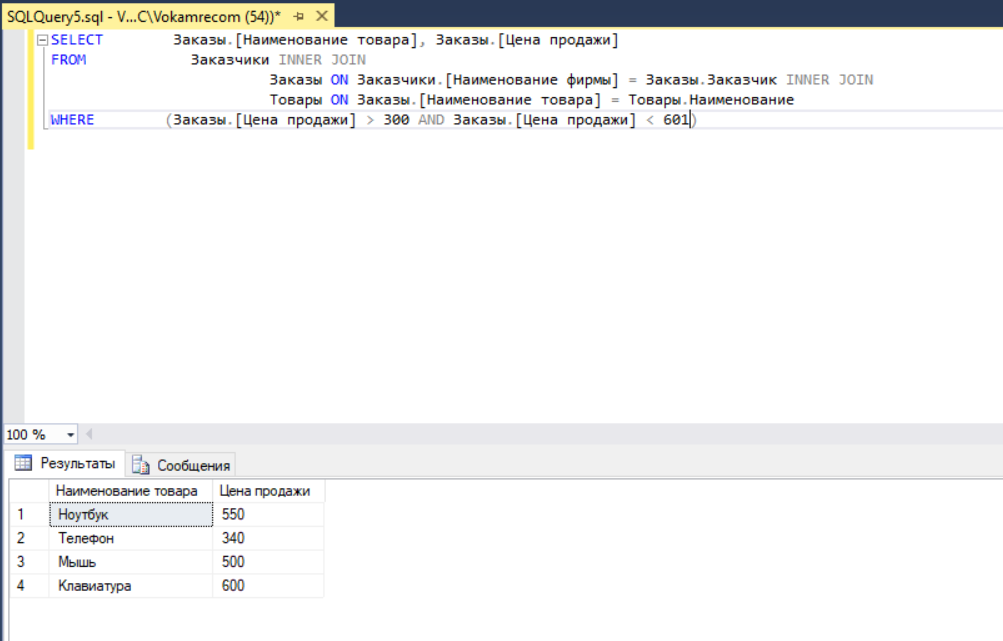 SQLQuery5.sql - V...C\Vokamrecom (54))*
SELECT Заказы.[Наименование товара], Заказы.[Цена продажи]
FROM Заказчики INNER JOIN
Заказы ON Заказчики.[Наименование фирмы] = Заказы.Заказчик INNER JOIN
Товары ON Заказы.[Наименование товара] = Товары.Наименование
WHERE (Заказы.[Цена продажи] > 300 AND Заказы.[Цена продажи] < 601)
100 %
Результаты Сообщения
Наименование товара Цена продажи
1 Ноутбук 550
2 Телефон 340
3 Мышь 500
4 Клавиатура 600